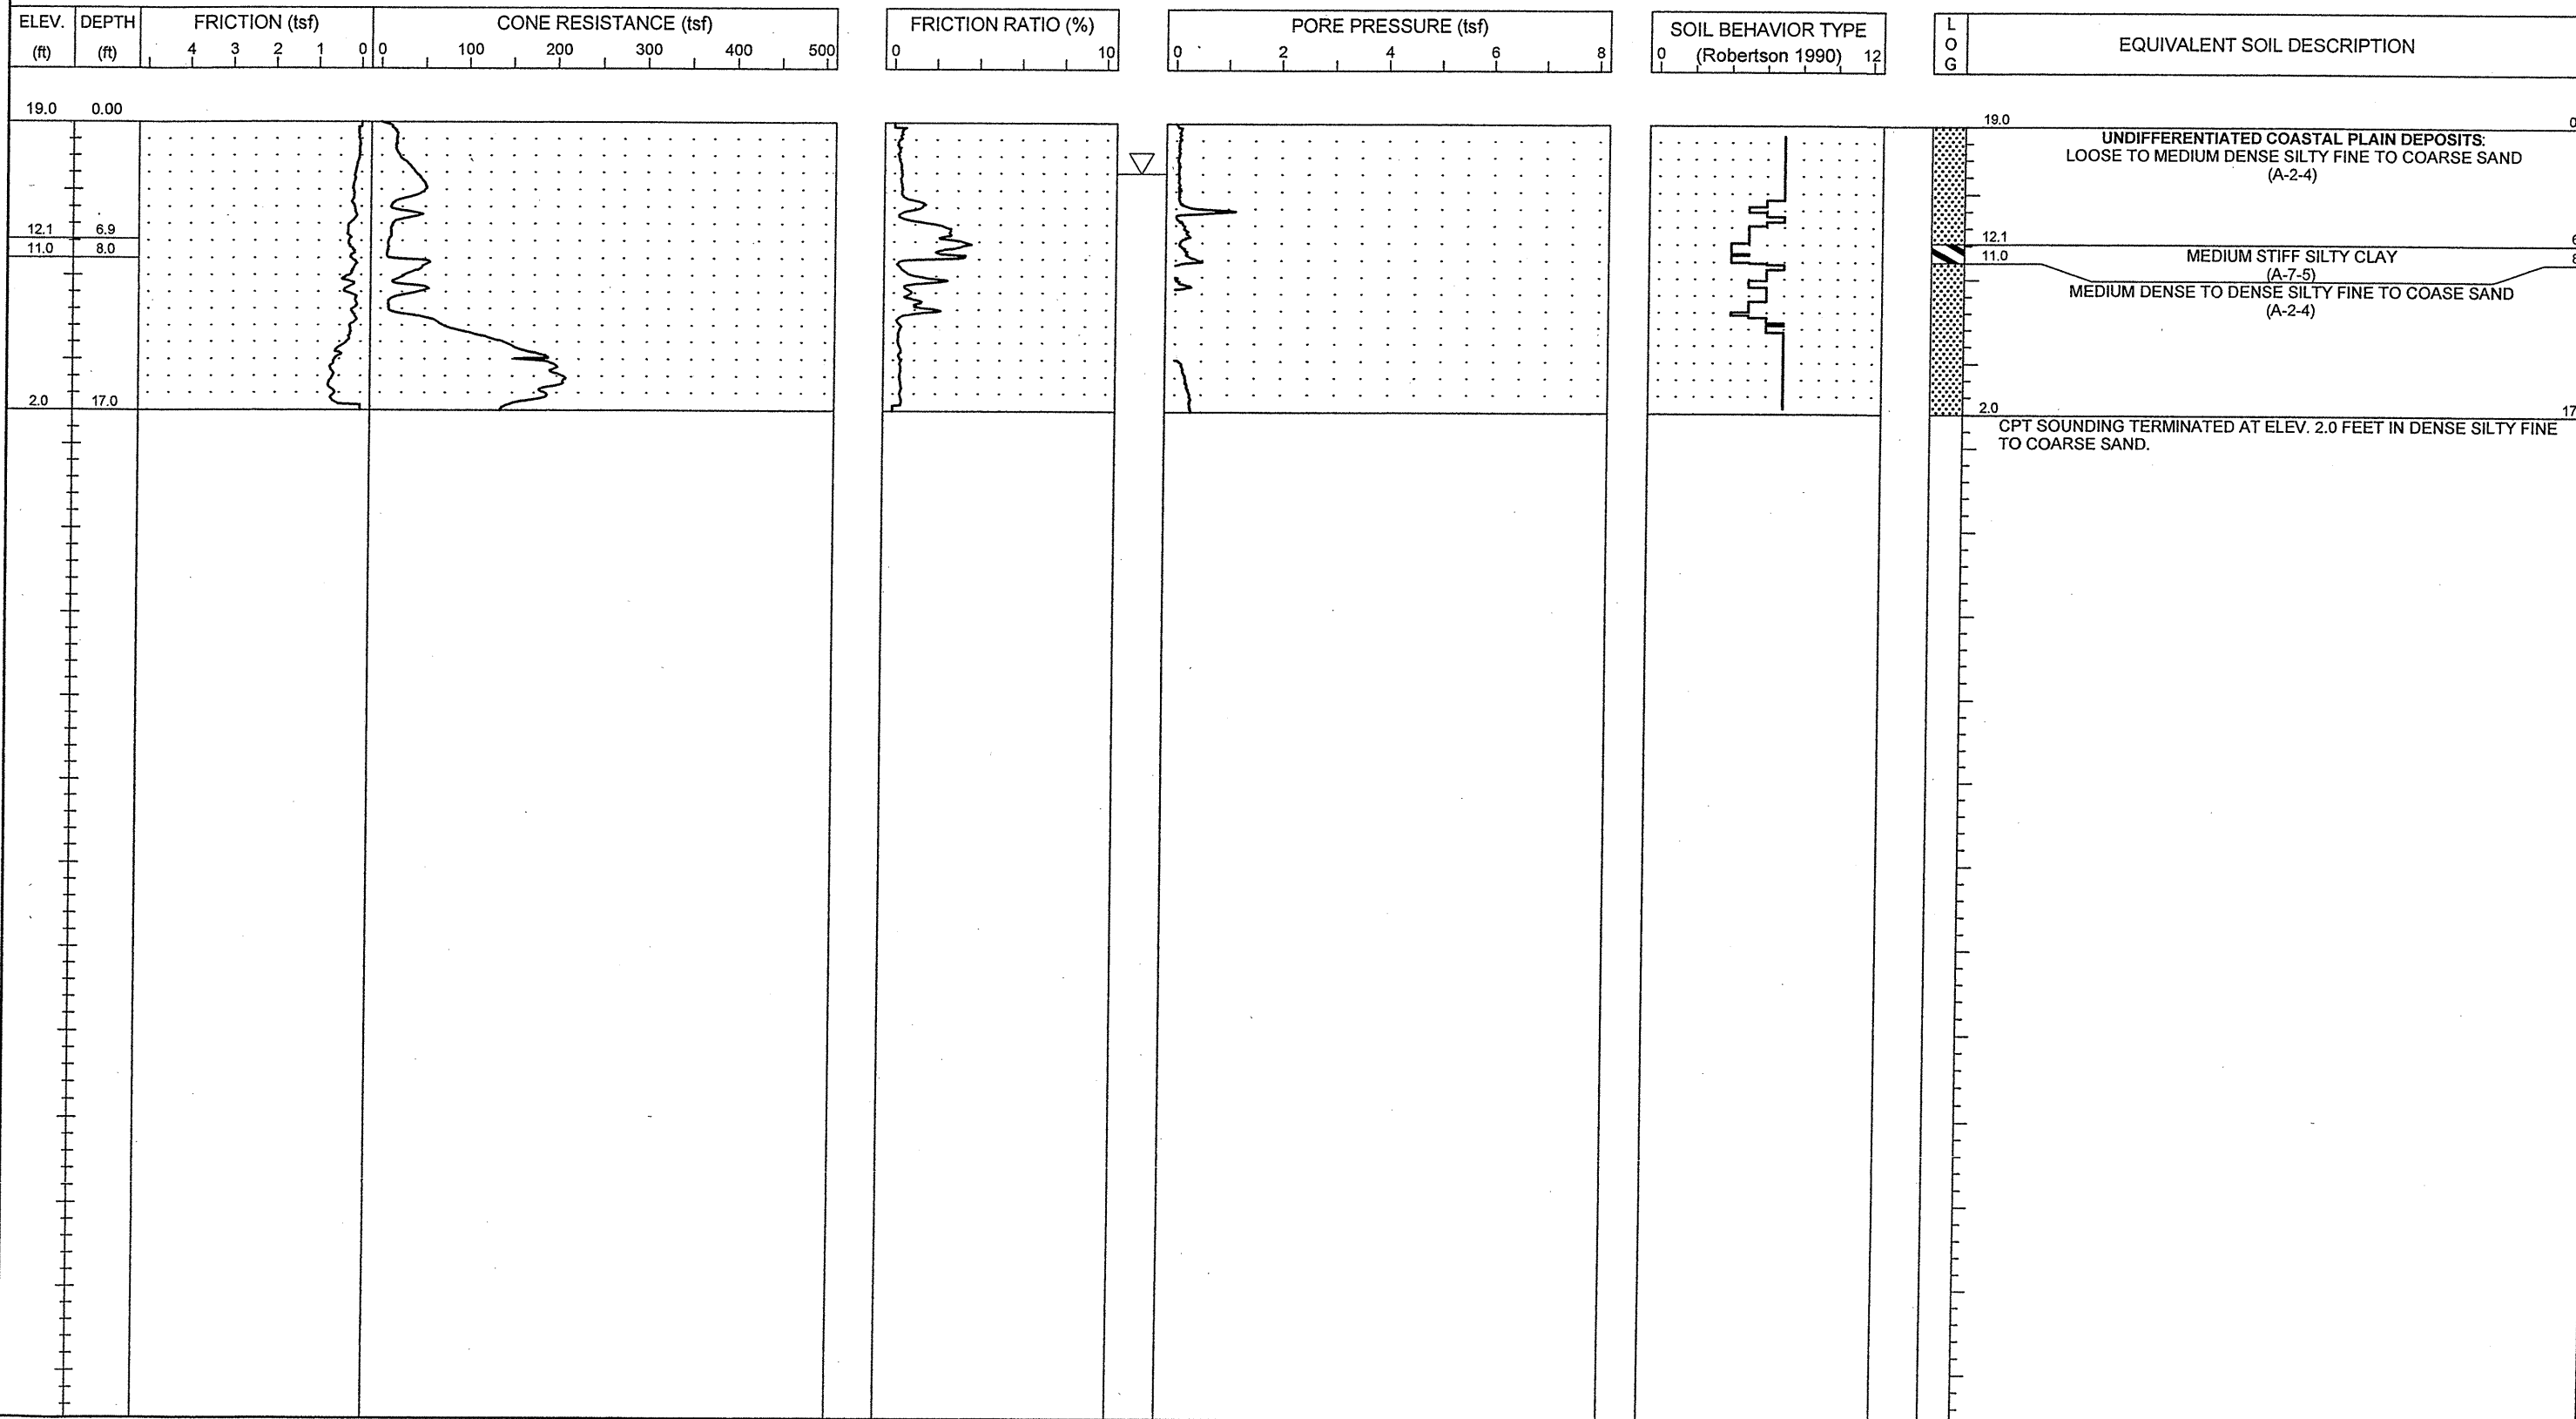 ELEV. (ft)
DEPTH (ft)
FRICTION (tsf)
4 3 2 1 0
CONE RESISTANCE (tsf)
0 100 200 300 400 500
FRICTION RATIO (%)
0 10
PORE PRESSURE (tsf)
0 2 4 6 8
SOIL BEHAVIOR TYPE
(Robertson 1990)
0 12
LOG
EQUIVALENT SOIL DESCRIPTION
19.0 0.00
12.1 6.9
11.0 8.0
2.0 17.0
19.0 0
UNDIFFERENTIATED COASTAL PLAIN DEPOSITS:
LOOSE TO MEDIUM DENSE SILTY FINE TO COARSE SAND
(A-2-4)
12.1 6
MEDIUM STIFF SILTY CLAY
11.0 8
(A-7-5)
MEDIUM DENSE TO DENSE SILTY FINE TO COASE SAND
(A-2-4)
2.0 17
CPT SOUNDING TERMINATED AT ELEV. 2.0 FEET IN DENSE SILTY FINE
TO COARSE SAND.